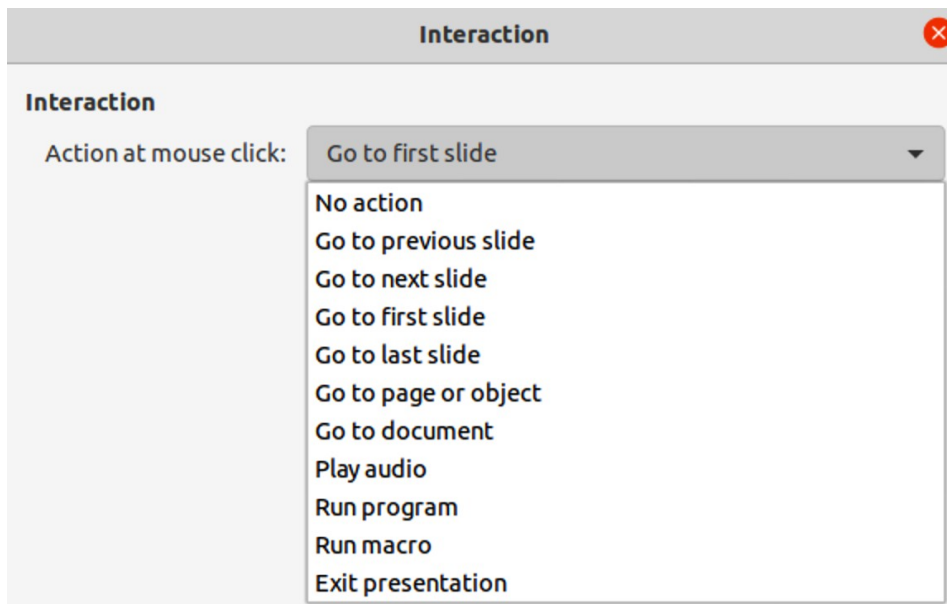 Interaction
Interaction
Action at mouse click: Go to first slide
No action
Go to previous slide
Go to next slide
Go to first slide
Go to last slide
Go to page or object
Go to document
Play audio
Run program
Run macro
Exit presentation